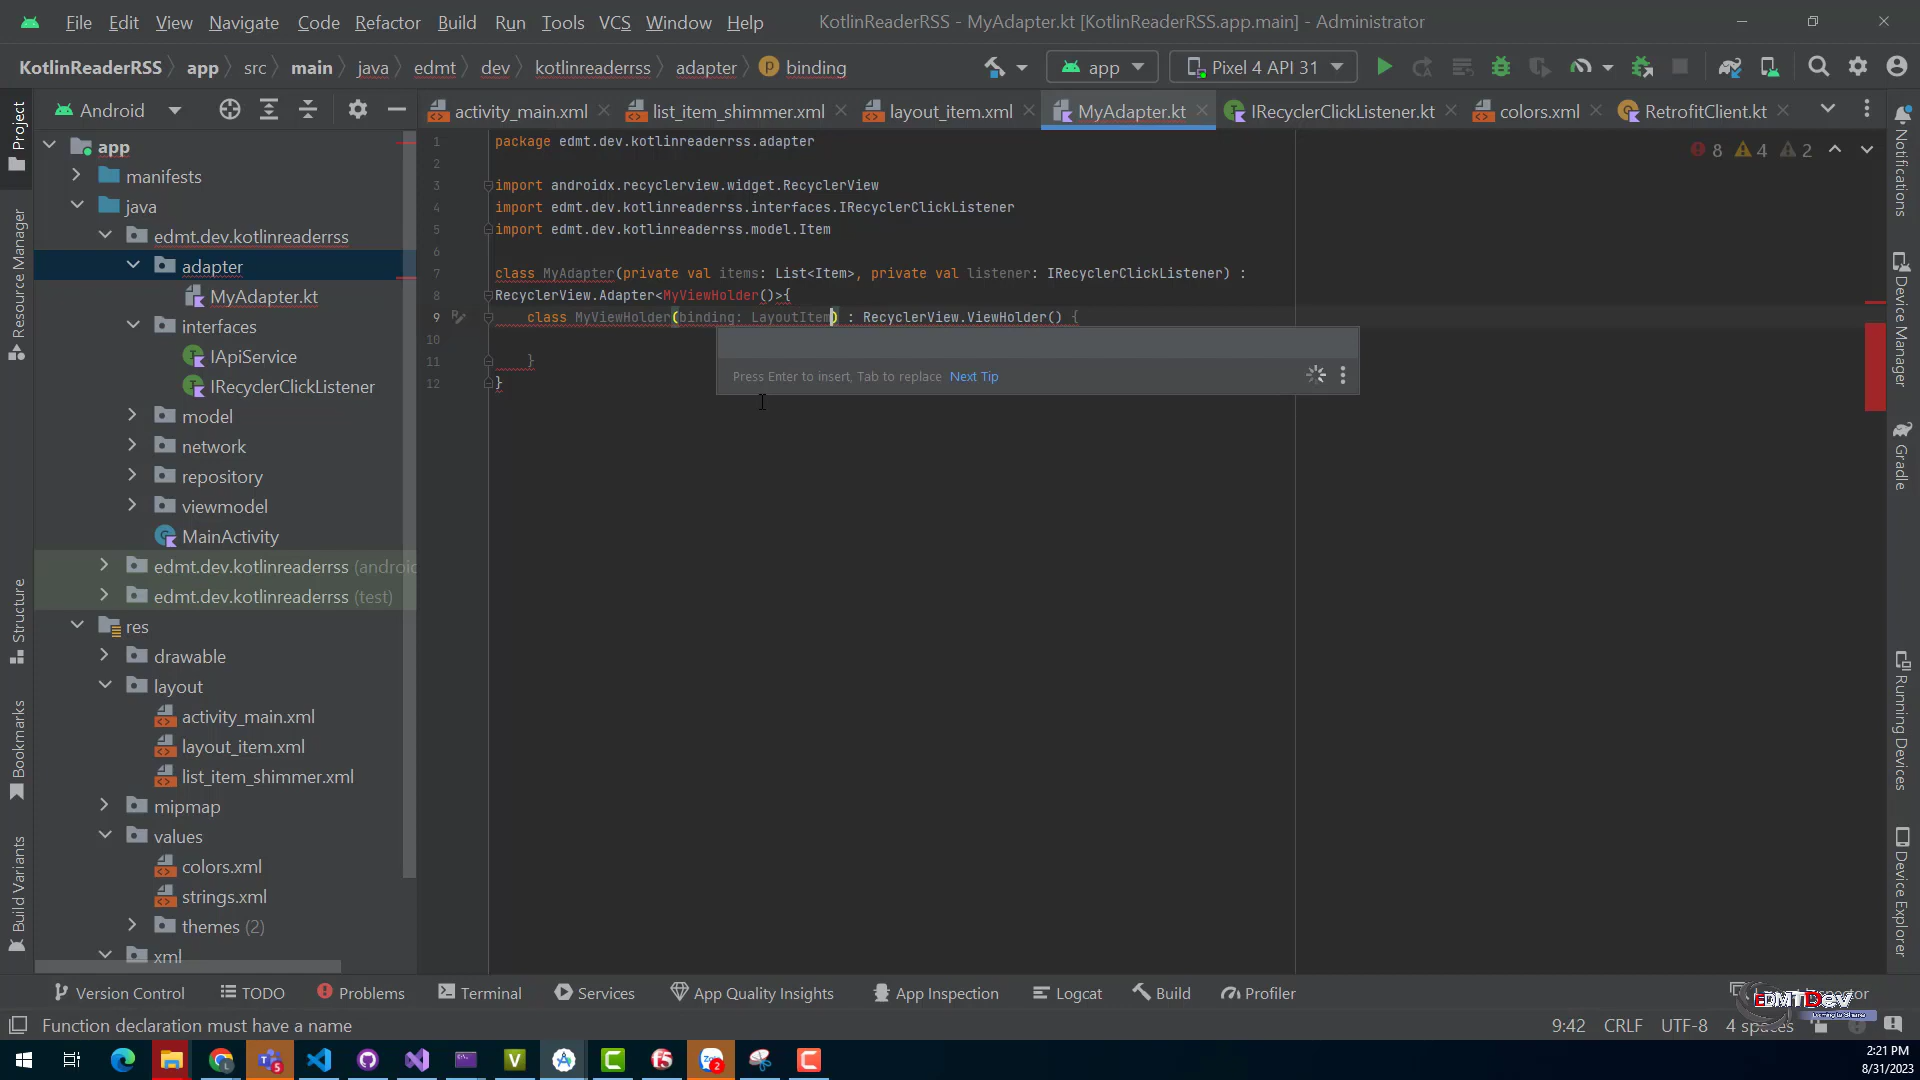 File Edit View Navigate Code Refactor Build Run Tools VCS Window Help KotlinReaderRSS - MyAdapter.kt [KotlinReaderRSS.app.main] - Administrator
KotlinReaderRSS app src main java edmt dev kotlinreaderrss adapter binding app Pixel 4 API 31
Android
activity_main.xml list_item_shimmer.xml layout_item.xml MyAdapter.kt IRecyclerClickListener.kt colors.xml RetrofitClient.kt
Project
Resource Manager
Structure
Bookmarks
Build Variants
app
manifests
java
edmt.dev.kotlinreaderrss
adapter
MyAdapter.kt
interfaces
IApiService
IRecyclerClickListener
model
network
repository
viewmodel
MainActivity
edmt.dev.kotlinreaderrss (androi
edmt.dev.kotlinreaderrss (test)
res
drawable
layout
activity_main.xml
layout_item.xml
list_item_shimmer.xml
mipmap
values
colors.xml
strings.xml
themes (2)
xml
8 4 2
1 package edmt.dev.kotlinreaderrss.adapter
2
3 import androidx.recyclerview.widget.RecyclerView
4 import edmt.dev.kotlinreaderrss.interfaces.IRecyclerClickListener
5 import edmt.dev.kotlinreaderrss.model.Item
6
7 class MyAdapter(private val items: List<Item>, private val listener: IRecyclerClickListener) :
8 RecyclerView.Adapter<MyViewHolder()>{
9 class MyViewHolder(binding: LayoutItem) : RecyclerView.ViewHolder() {
10
11 }
12 }
Press Enter to insert, Tab to replace Next Tip
Notifications
Device Manager
Gradle
Running Devices
Device Explorer
Version Control TODO Problems Terminal Services App Quality Insights App Inspection Logcat Build Profiler
EDMTDev
Function declaration must have a name 9:42 CRLF UTF-8 4 spaces
5 2
2:21 PM
8/31/2023